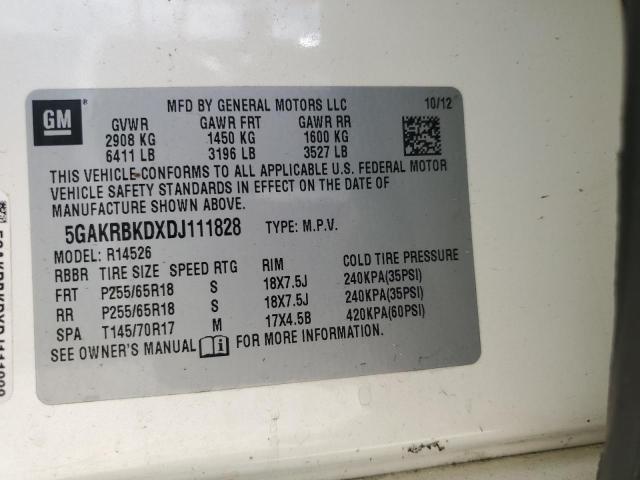 GM ®
MFD BY GENERAL MOTORS LLC 10/12
GVWR GAWR FRT GAWR RR
2908 KG 1450 KG 1600 KG
6411 LB 3196 LB 3527 LB
THIS VEHICLE CONFORMS TO ALL APPLICABLE U.S. FEDERAL MOTOR
VEHICLE SAFETY STANDARDS IN EFFECT ON THE DATE OF
MANUFACTURE SHOWN ABOVE.
5GAKRBKDXDJ111828 TYPE: M.P.V.
MODEL: R14526
RBBR TIRE SIZE SPEED RTG RIM COLD TIRE PRESSURE
FRT P255/65R18 S 18X7.5J 240KPA(35PSI)
RR P255/65R18 S 18X7.5J 240KPA(35PSI)
SPA T145/70R17 M 17X4.5B 420KPA(60PSI)
SEE OWNER'S MANUAL FOR MORE INFORMATION.